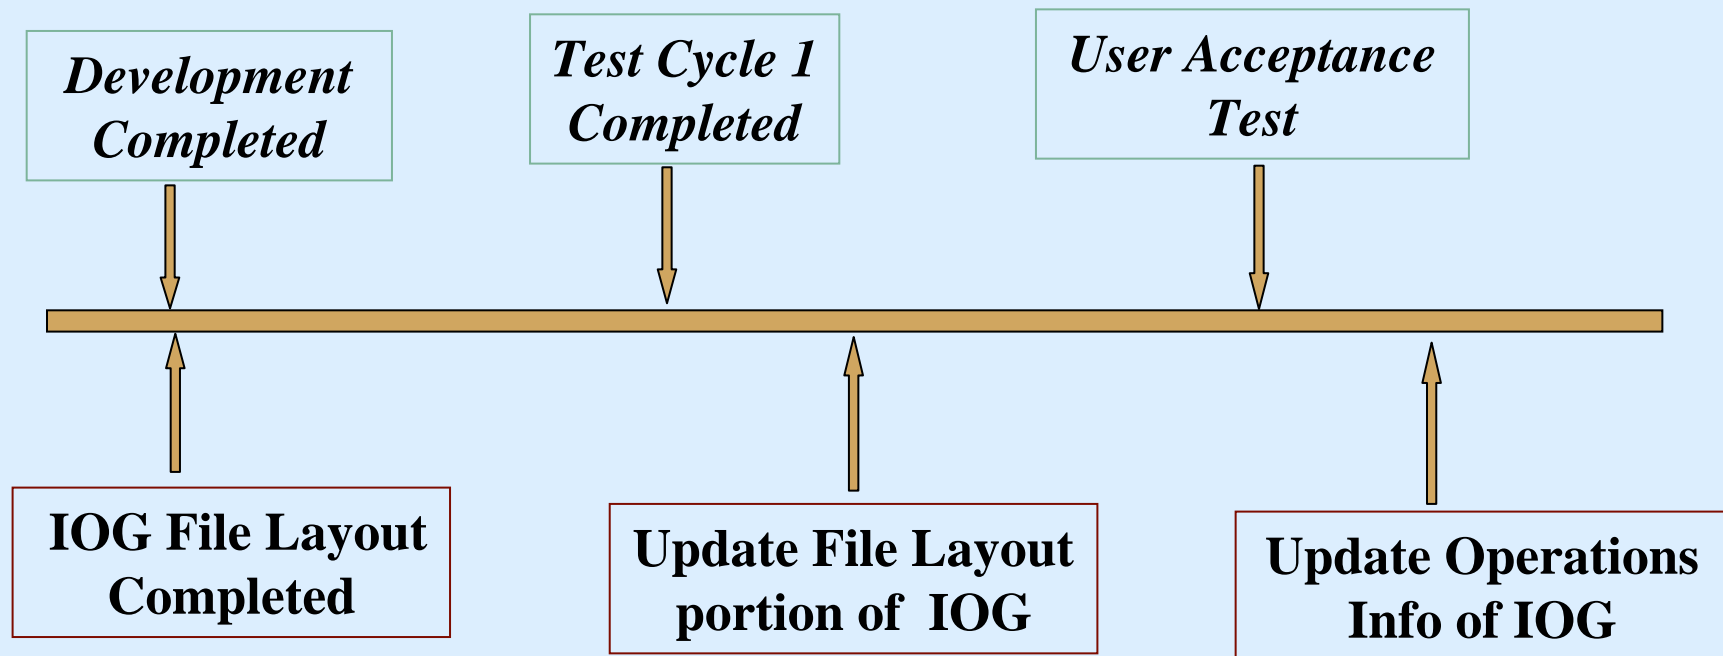 Development
Completed
Test Cycle 1
Completed
User Acceptance
Test
IOG File Layout
Completed
Update File Layout
portion of IOG
Update Operations
Info of IOG